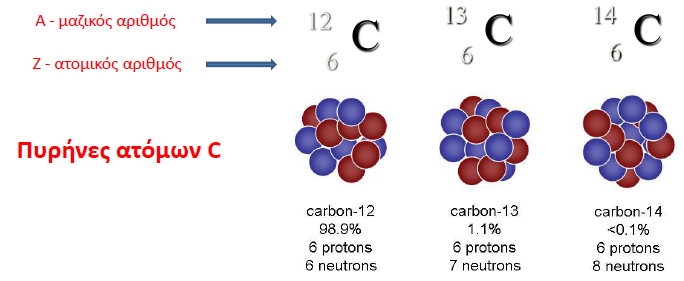 A - μαζικός αριθμός
12 C 13 C 14 C
Z - ατομικός αριθμός
6 6 6
Πυρήνες ατόμων C
carbon-12 carbon-13 carbon-14
98.9% 1.1% <0.1%
6 protons 6 protons 6 protons
6 neutrons 7 neutrons 8 neutrons